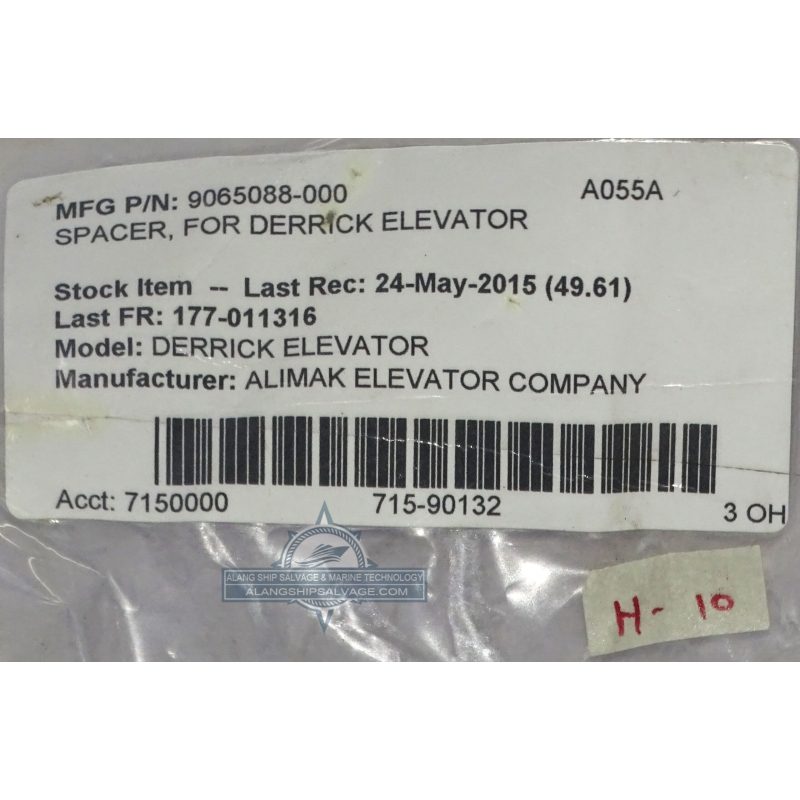 MFG P/N: 9065088-000 A055A
SPACER, FOR DERRICK ELEVATOR
Stock Item -- Last Rec: 24-May-2015 (49.61)
Last FR: 177-011316
Model: DERRICK ELEVATOR
Manufacturer: ALIMAK ELEVATOR COMPANY
Acct: 7150000 715-90132 3 OH
ALANG SHIP SALVAGE & MARINE TECHNOLOGY
ALANGSHIPSALVAGE.COM
H-10